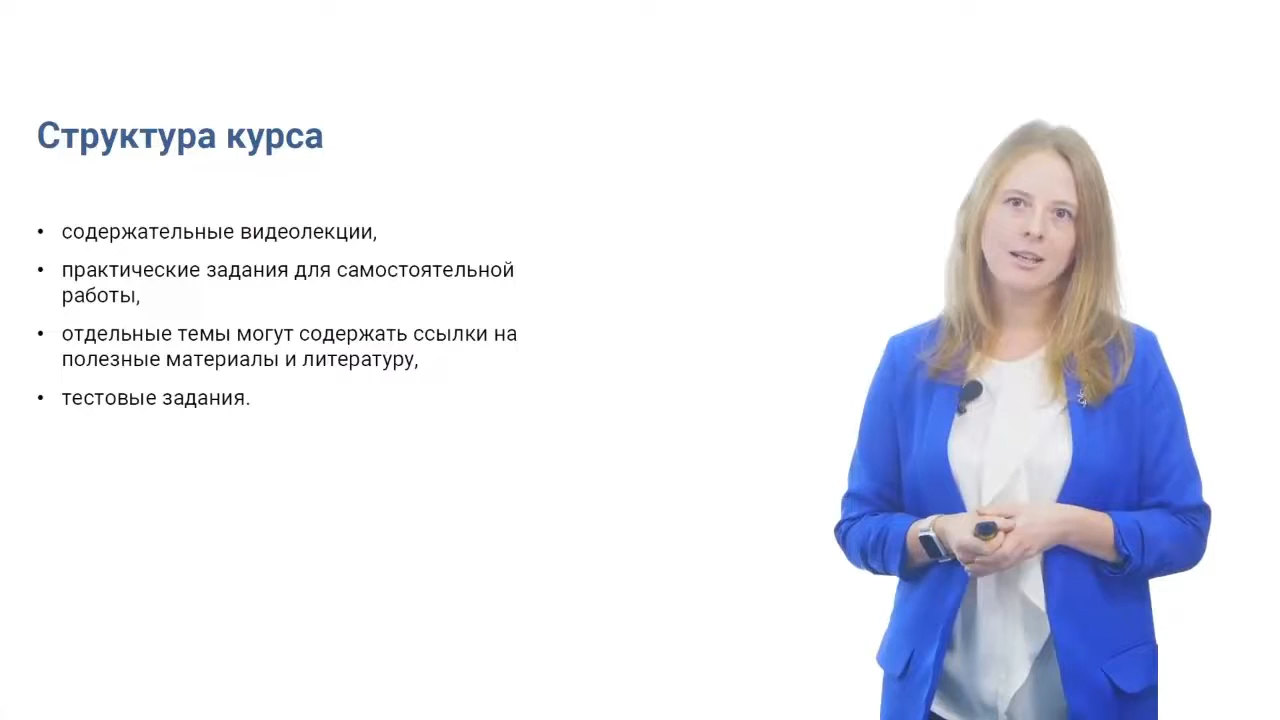 Структура курса
• содержательные видеолекции,
• практические задания для самостоятельной
работы,
• отдельные темы могут содержать ссылки на
полезные материалы и литературу,
• тестовые задания.